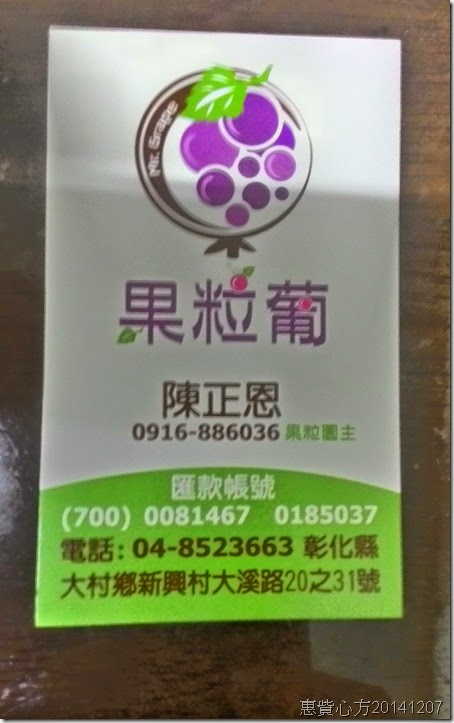 Mr. Grape
果粒葡
陳正恩
0916-886036 果粒園主
匯款帳號
(700) 0081467 0185037
電話: 04-8523663 彰化縣
大村鄉新興村大溪路20之31號
惠質心方20141207